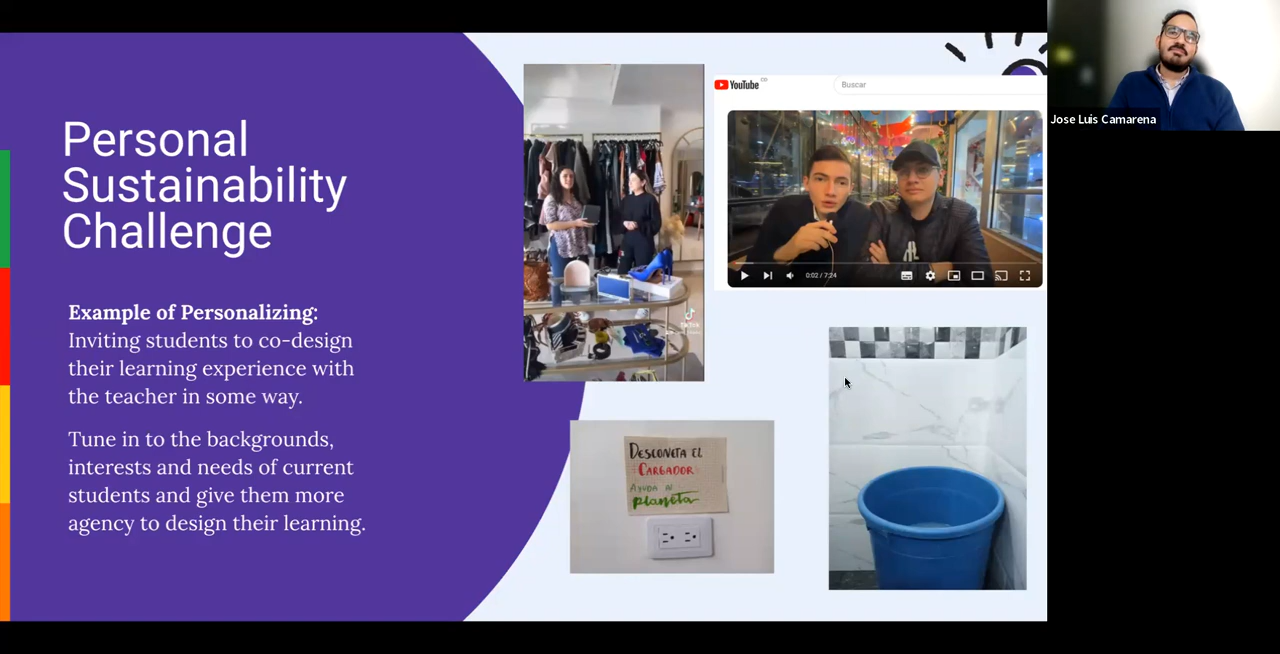 Personal
Sustainability
Challenge
Example of Personalizing:
Inviting students to co-design
their learning experience with
the teacher in some way.
Tune in to the backgrounds,
interests and needs of current
students and give them more
agency to design their learning.
TikTok
YouTube CO
Buscar
0:02 / 7:24
DESCONETA EL
CARGADOR
AYUDA AL
planeta
Jose Luis Camarena